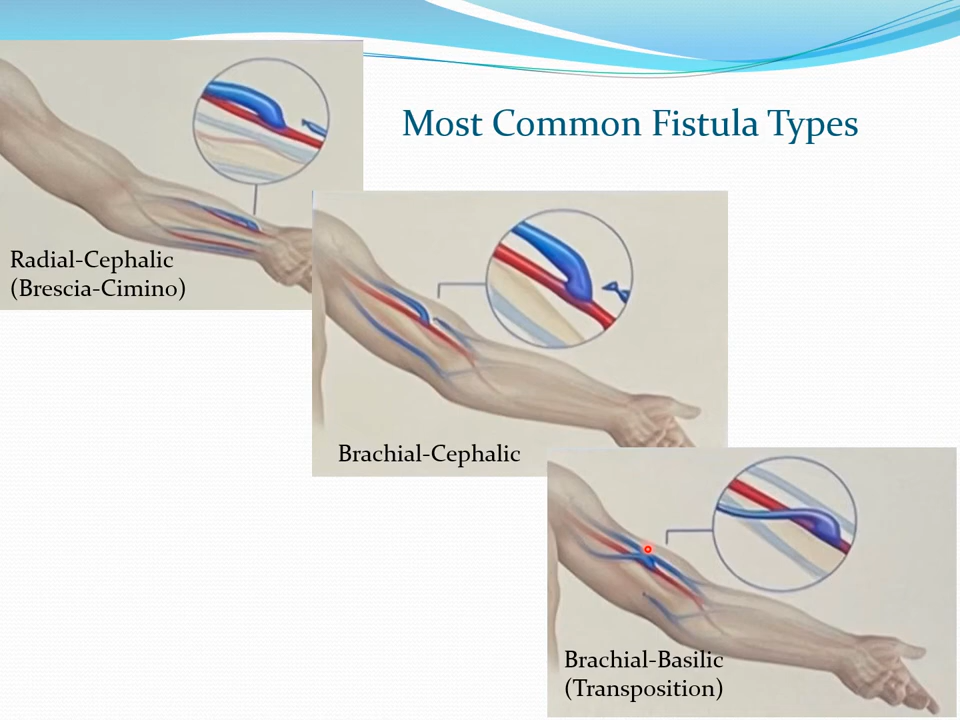 Most Common Fistula Types
Radial-Cephalic
(Brescia-Cimino)
Brachial-Cephalic
Brachial-Basilic
(Transposition)